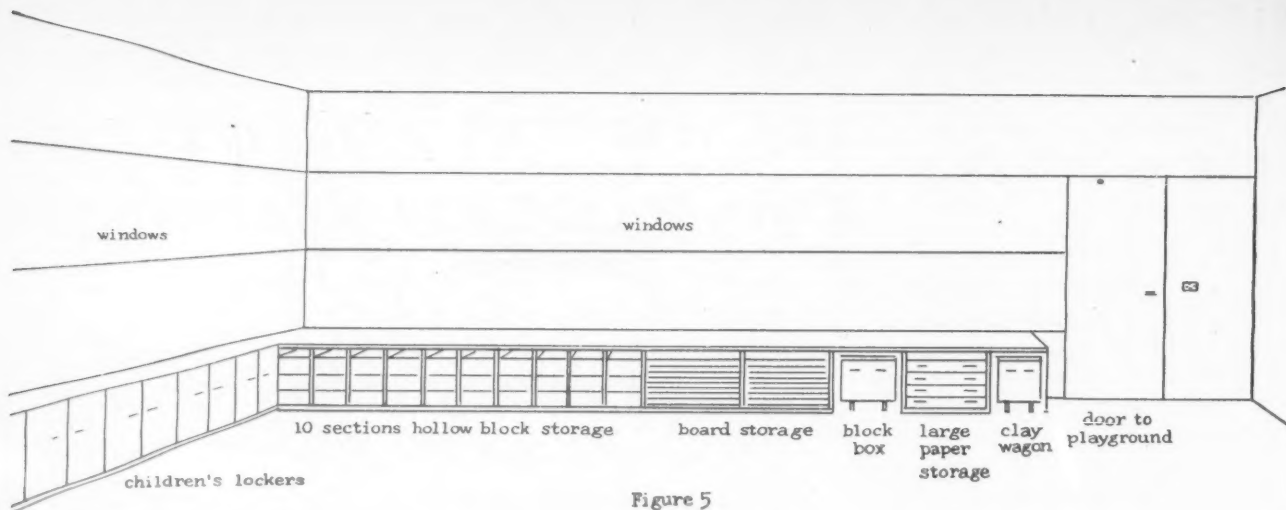 windows
windows
10 sections hollow block storage
board storage
block
box
large
paper
storage
clay
wagon
door to
playground
children's lockers
Figure 5